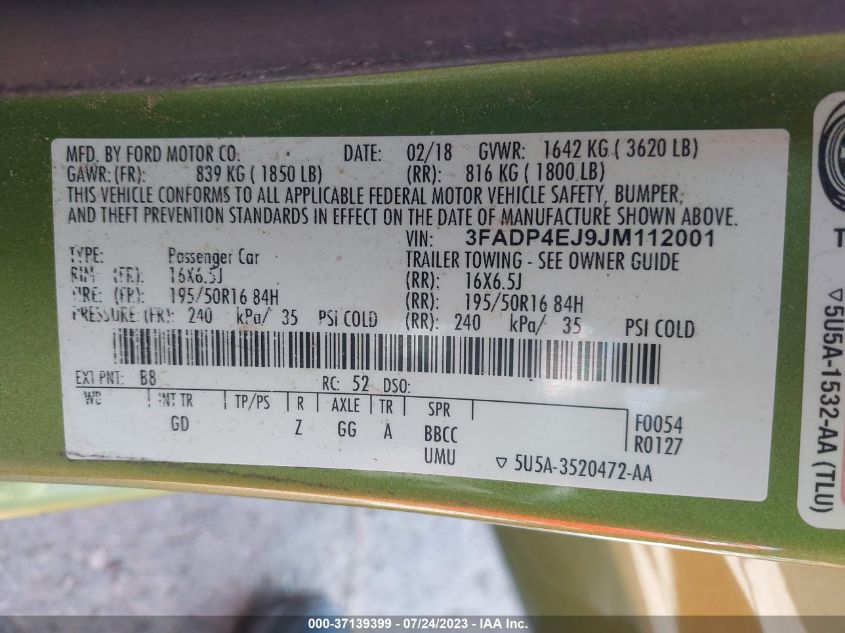 MFD. BY FORD MOTOR CO. DATE: 02/18 GVWR: 1642 KG ( 3620 LB)
GAWR: (FR): 839 KG ( 1850 LB) (RR): 816 KG ( 1800 LB)
THIS VEHICLE CONFORMS TO ALL APPLICABLE FEDERAL MOTOR VEHICLE SAFETY, BUMPER,
AND THEFT PREVENTION STANDARDS IN EFFECT ON THE DATE OF MANUFACTURE SHOWN ABOVE.
VIN: 3FADP4EJ9JM112001
TYPE: Passenger Car TRAILER TOWING - SEE OWNER GUIDE
RIM (FR): 16X6.5J (RR): 16X6.5J
TIRE: (FR): 195/50R16 84H (RR): 195/50R16 84H
PRESSURE: (FR): 240 kPa/ 35 PSI COLD (RR): 240 kPa/ 35 PSI COLD
EXT PNT: B8 RC: 52 DSO:
WB INT TR TP/PS R AXLE TR SPR
GD Z GG A BBCC
UMU
F0054
R0127
▽ 5U5A-3520472-AA
▽ 5U5A-1532-AA (TLU)
000-37139399 - 07/24/2023 - IAA Inc.